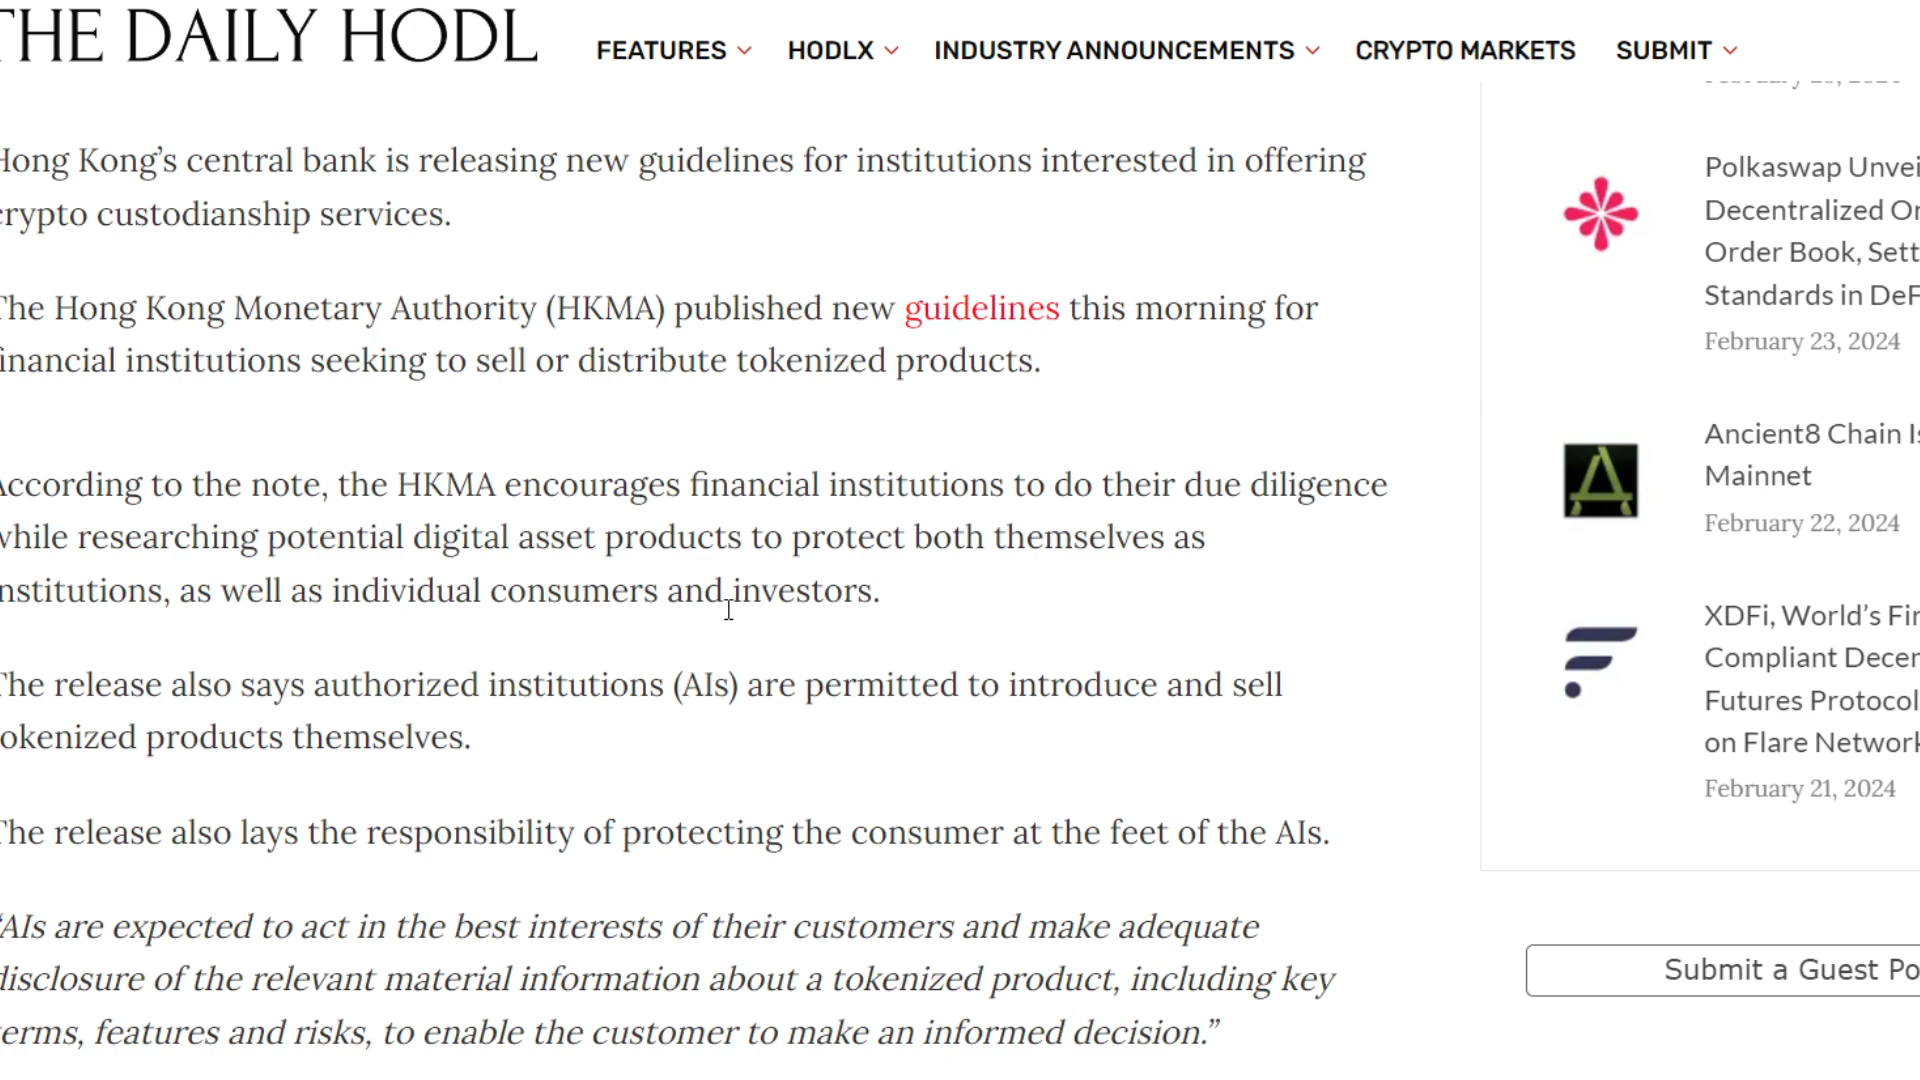 THE DAILY HODL
FEATURES
HODLX
INDUSTRY ANNOUNCEMENTS
CRYPTO MARKETS
SUBMIT
Hong Kong’s central bank is releasing new guidelines for institutions interested in offering
crypto custodianship services.
The Hong Kong Monetary Authority (HKMA) published new guidelines this morning for
financial institutions seeking to sell or distribute tokenized products.
According to the note, the HKMA encourages financial institutions to do their due diligence
while researching potential digital asset products to protect both themselves as
institutions, as well as individual consumers and investors.
The release also says authorized institutions (AIs) are permitted to introduce and sell
tokenized products themselves.
The release also lays the responsibility of protecting the consumer at the feet of the AIs.
“AIs are expected to act in the best interests of their customers and make adequate
disclosure of the relevant material information about a tokenized product, including key
terms, features and risks, to enable the customer to make an informed decision.”
Polkaswap Unvei
Decentralized Or
Order Book, Sett
Standards in DeF
February 23, 2024
Ancient8 Chain Is
Mainnet
February 22, 2024
XDFi, World’s Fir
Compliant Decen
Futures Protocol
on Flare Network
February 21, 2024
Submit a Guest Po